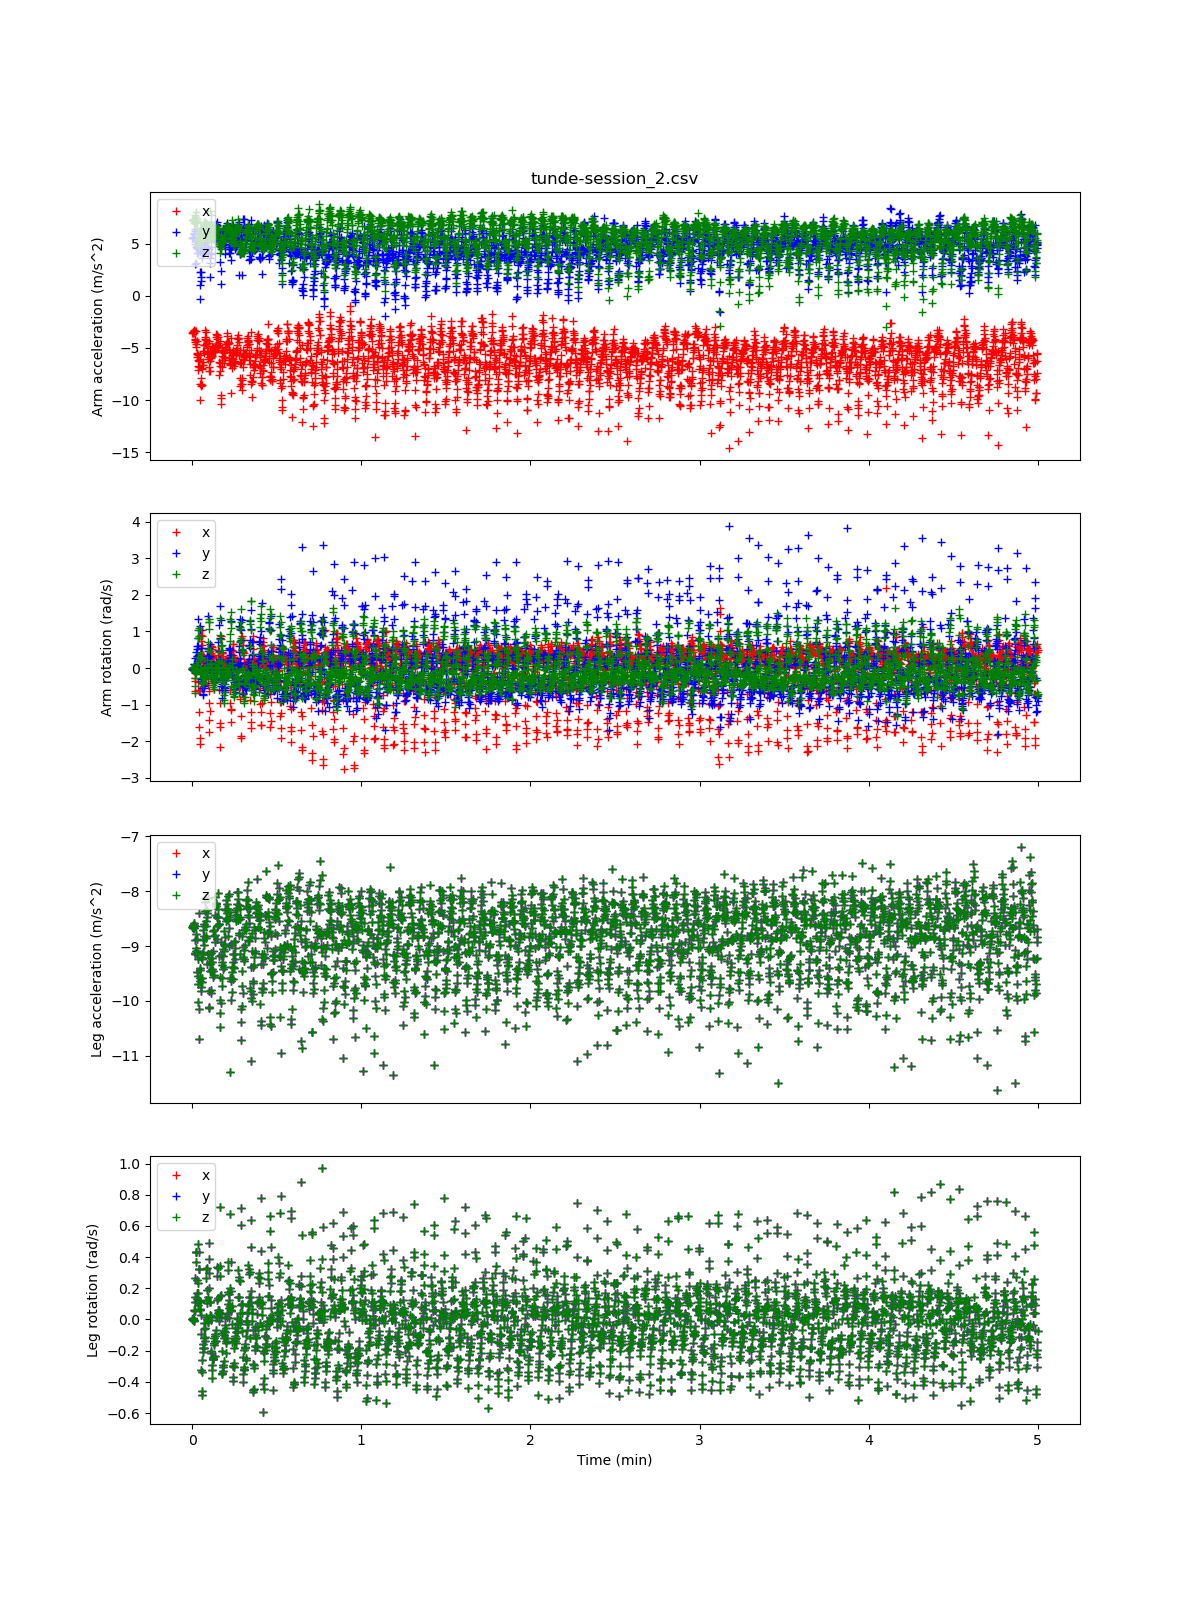 tunde-session_2.csv
Arm acceleration (m/s^2)
5
0
−5
−10
−15
x
y
z
Arm rotation (rad/s)
4
3
2
1
0
−1
−2
−3
x
y
z
Leg acceleration (m/s^2)
−7
−8
−9
−10
−11
x
y
z
Leg rotation (rad/s)
1.0
0.8
0.6
0.4
0.2
0.0
−0.2
−0.4
−0.6
x
y
z
0 1 2 3 4 5
Time (min)